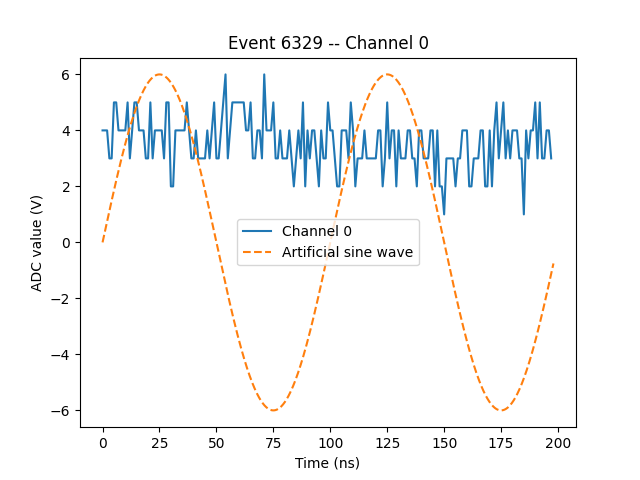 Event 6329 -- Channel 0
ADC value (V)
6
4
2
0
−2
−4
−6
Channel 0
Artificial sine wave
0 25 50 75 100 125 150 175 200
Time (ns)